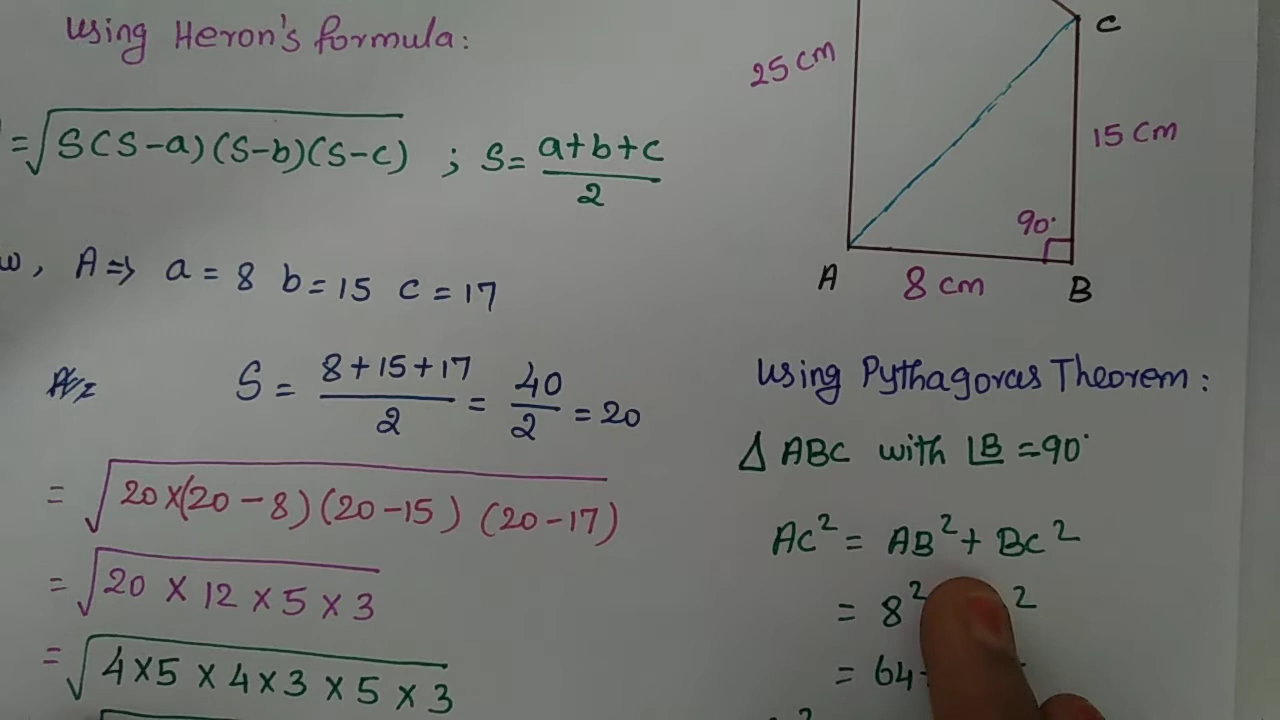 Using Heron's formula:
=√S(S-a)(S-b)(S-c) ; S= a+b+c / 2
w, A⇒ a = 8 b=15 c=17
S = 8+15+17 / 2 = 40 / 2 = 20
= √20×(20-8)(20-15) (20-17)
= √20 × 12 × 5 × 3
= √4×5 × 4×3 × 5 × 3
25 cm
C
15 cm
90°
A
8 cm
B
Using Pythagoras Theorem:
Δ ABC with ∠B = 90°
AC² = AB² + BC²
= 8² ²
= 64
2